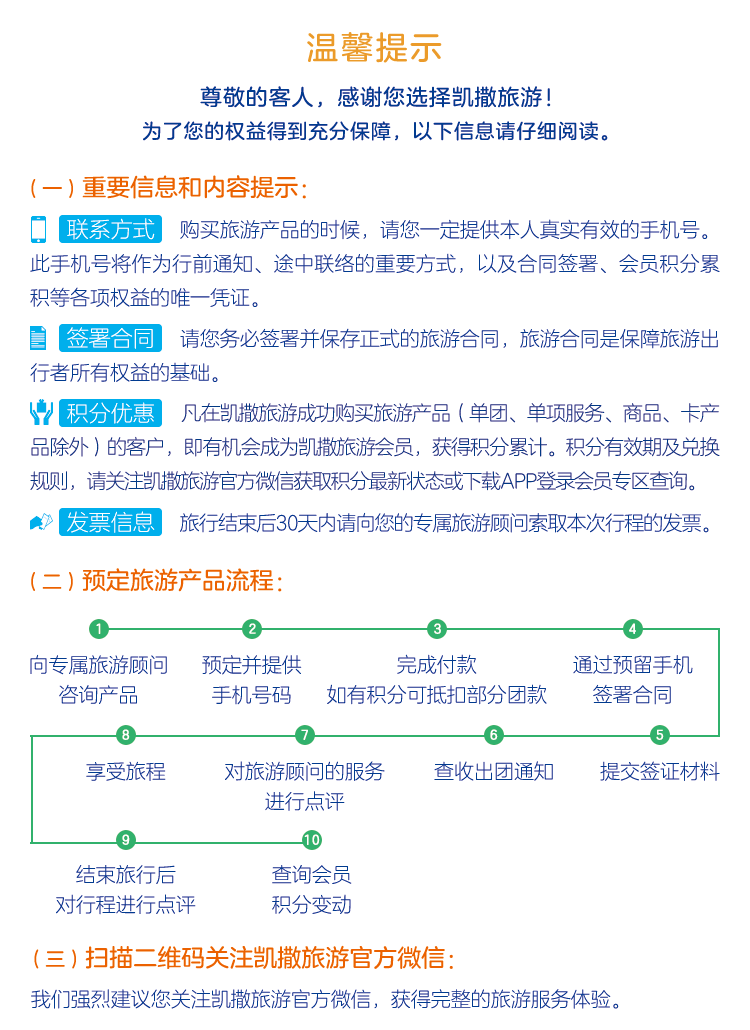 温馨提示
尊敬的客人，感谢您选择凯撒旅游！
为了您的权益得到充分保障，以下信息请仔细阅读。
（一）重要信息和内容提示：
联系方式 购买旅游产品的时候，请您一定提供本人真实有效的手机号。
此手机号将作为行前通知、途中联络的重要方式，以及合同签署、会员积分累
积等各项权益的唯一凭证。
签署合同 请您务必签署并保存正式的旅游合同，旅游合同是保障旅游出
行者所有权益的基础。
积分优惠 凡在凯撒旅游成功购买旅游产品（单团、单项服务、商品、卡产
品除外）的客户，即有机会成为凯撒旅游会员，获得积分累计。积分有效期及兑换
规则，请关注凯撒旅游官方微信获取积分最新状态或下载APP登录会员专区查询。
发票信息 旅行结束后30天内请向您的专属旅游顾问索取本次行程的发票。
（二）预定旅游产品流程：
1 2 3 4
向专属旅游顾问 预定并提供 完成付款 通过预留手机
咨询产品 手机号码 如有积分可抵扣部分团款 签署合同
8 7 6 5
享受旅程 对旅游顾问的服务 查收出团通知 提交签证材料
进行点评
9 10
结束旅行后 查询会员
对行程进行点评 积分变动
（三）扫描二维码关注凯撒旅游官方微信：
我们强烈建议您关注凯撒旅游官方微信，获得完整的旅游服务体验。